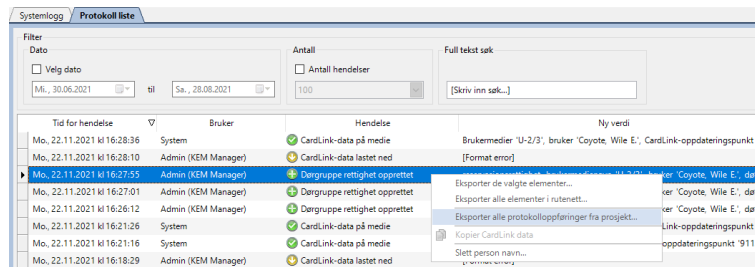 Systemlogg Protokoll liste
Filter
Dato Antall Full tekst søk
Velg dato Antall hendelser
Mi., 30.06.2021 til Sa., 28.08.2021 100 [Skriv inn søk...]
Tid for hendelse Bruker Hendelse Ny verdi
Mo., 22.11.2021 kl 16:28:36 System CardLink-data på medie Brukermedier 'U-2/3', bruker 'Coyote, Wile E.', CardLink-oppdateringspunkt
Mo., 22.11.2021 kl 16:28:10 Admin (KEM Manager) CardLink-data lastet ned [Format error]
Mo., 22.11.2021 kl 16:27:55 Admin (KEM Manager) Dørgruppe rettighet opprettet
Eksporter de valgte elementer...
Mo., 22.11.2021 kl 16:27:01 Admin (KEM Manager) Dørgruppe rettighet opprettet Eksporter alle elementer i rutenett... ker 'Coyote, Wile E.', dø
Mo., 22.11.2021 kl 16:26:12 Admin (KEM Manager) Dørgruppe rettighet opprettet Eksporter alle protokolloppføringer fra prosjekt... ker 'Coyote, Wile E.', dø
Mo., 22.11.2021 kl 16:21:26 System CardLink-data på medie Kopier CardLink data Link-oppdateringspunkt
Mo., 22.11.2021 kl 16:21:16 System CardLink-data på medie Slett person navn... oppdateringspunkt '911
Mo., 22.11.2021 kl 16:18:29 Admin (KEM Manager) CardLink-data lastet ned